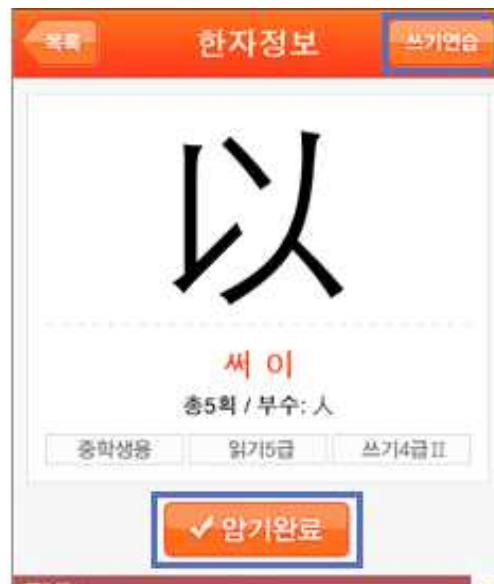 목록 한자정보 쓰기연습
以
써 이
총5획 / 부수: 人
중학생용 읽기5급 쓰기4급Ⅱ
✓ 암기완료